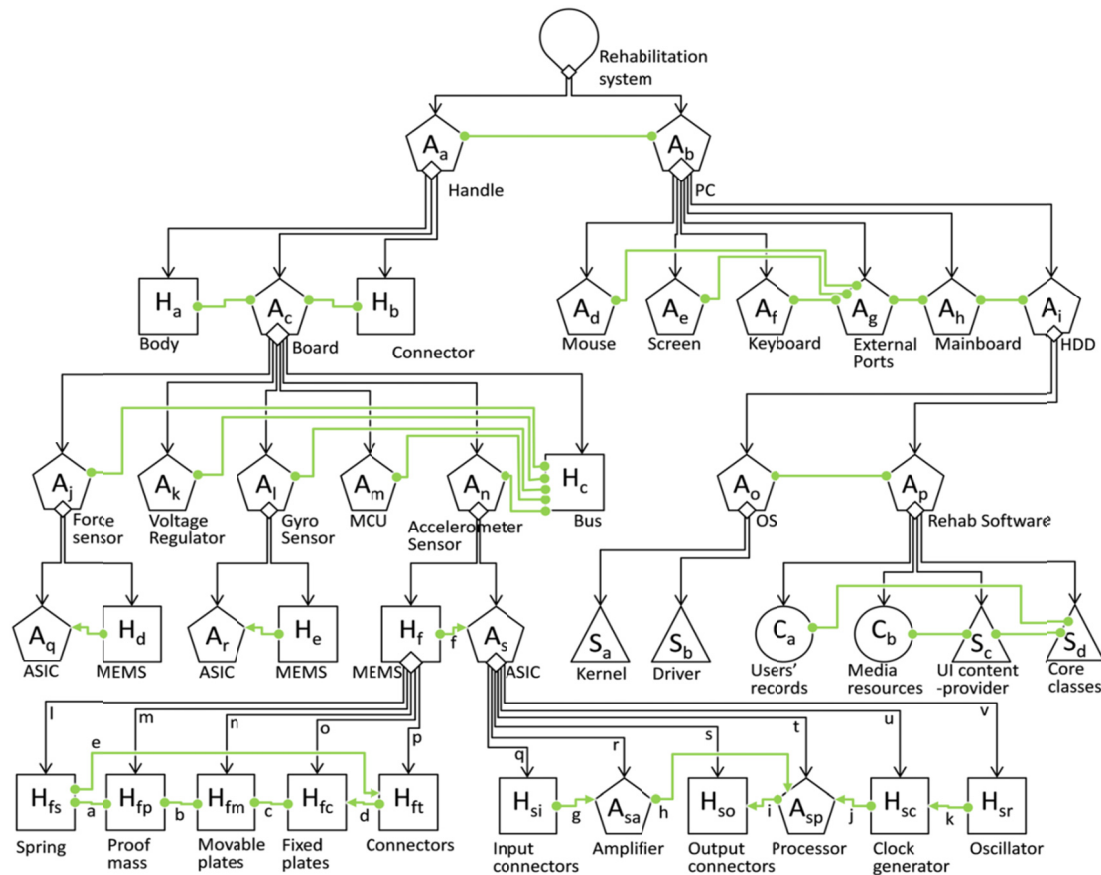 Rehabilitation
system
Aa
Ab
Handle
PC
Ha
Ac
Hb
Ad
Ae
Af
Ag
Ah
Ai
Body
Board
Connector
Mouse
Screen
Keyboard
External
Ports
Mainboard
HDD
Aj
Ak
Al
Am
An
Hc
Ao
Ap
Force
sensor
Voltage
Regulator
Gyro
Sensor
MCU
Accelerometer
Sensor
Bus
OS
Rehab Software
Aq
Hd
Ar
He
Hf
f
As
Sa
Sb
Ca
Cb
Sc
Sd
ASIC
MEMS
ASIC
MEMS
MEMS
ASIC
Kernel
Driver
Users'
records
Media
resources
UI content
-provider
Core
classes
l
m
n
o
p
q
r
s
t
u
v
e
Hfs
a
Hfp
b
Hfm
c
Hfc
d
Hft
Hsi
g
Asa
h
Hso
i
Asp
j
Hsc
k
Hsr
Spring
Proof
mass
Movable
plates
Fixed
plates
Connectors
Input
connectors
Amplifier
Output
connectors
Processor
Clock
generator
Oscillator